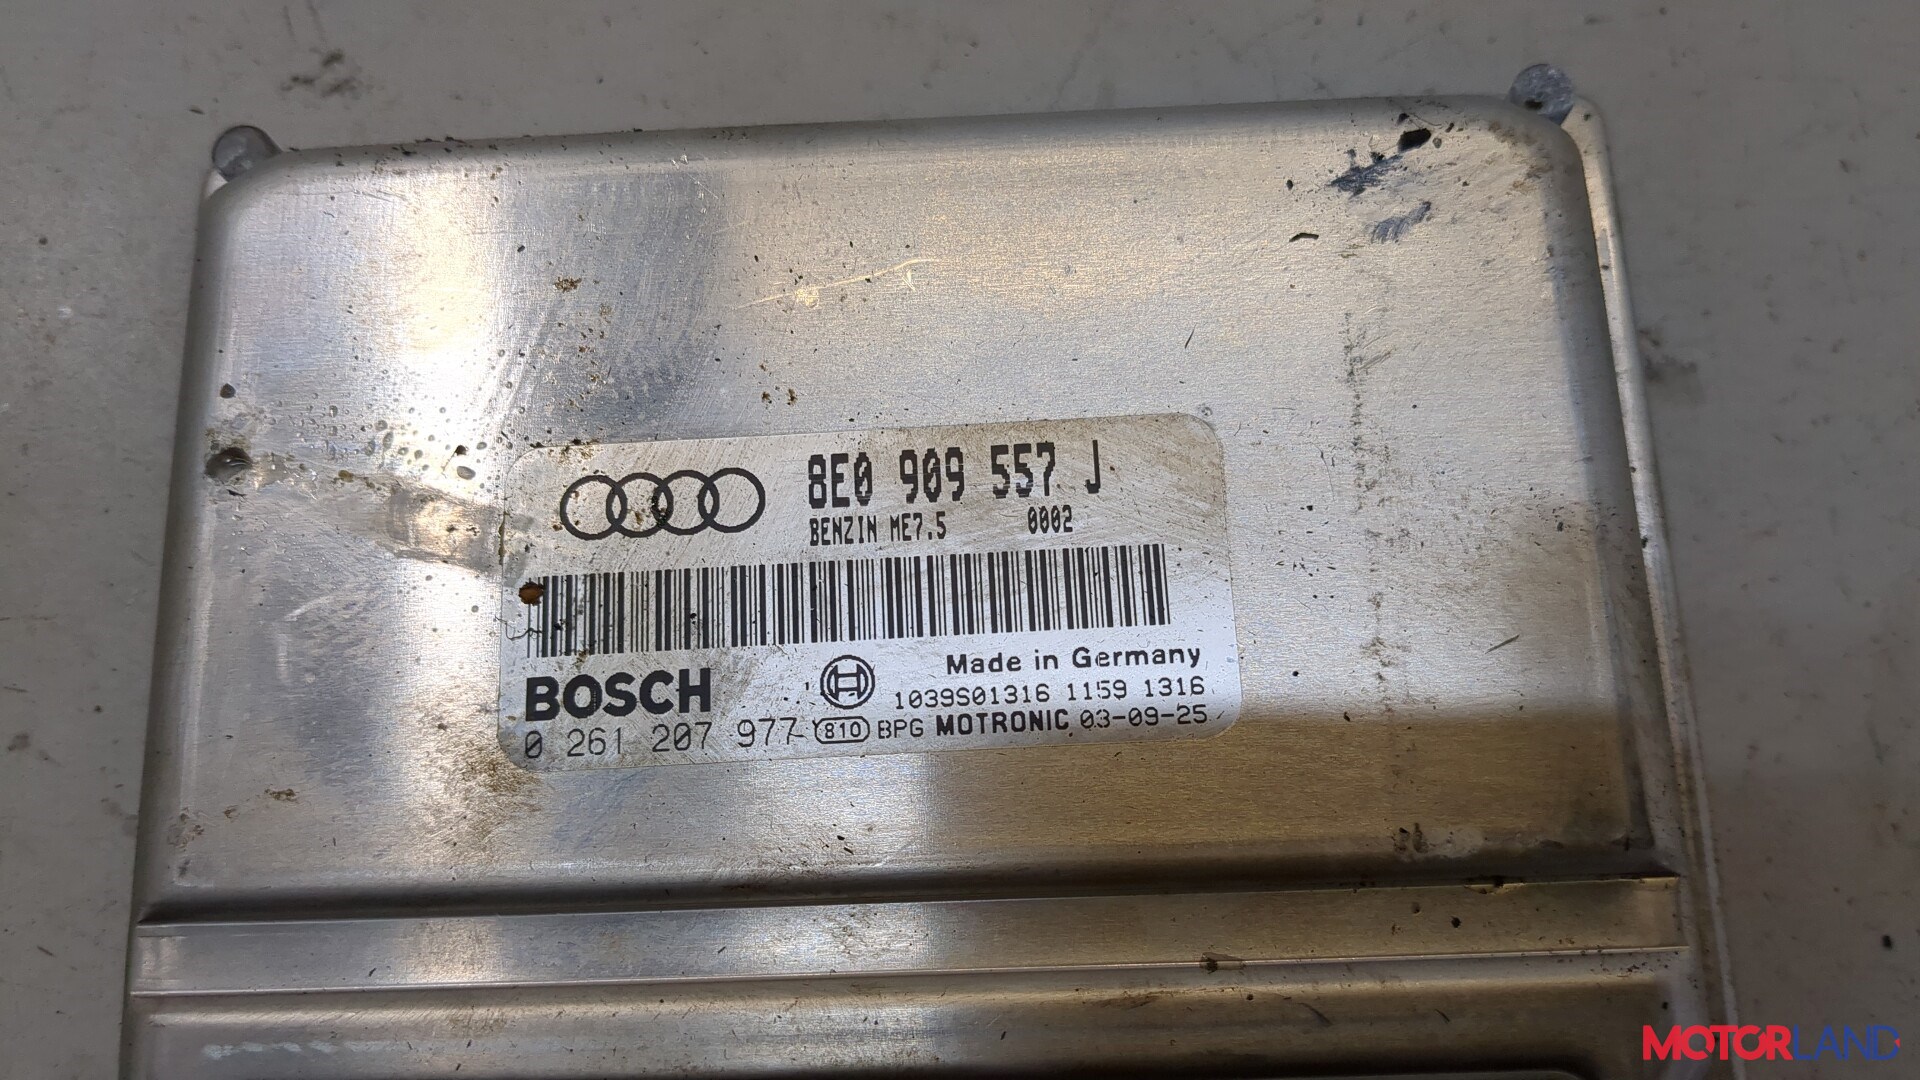 8E0 909 557 J
BENZIN ME7.5 0002
BOSCH
Made in Germany
1039S01316 1159 1316
0 261 207 977 810 BPG MOTRONIC 03-09-25
MOTORLAND